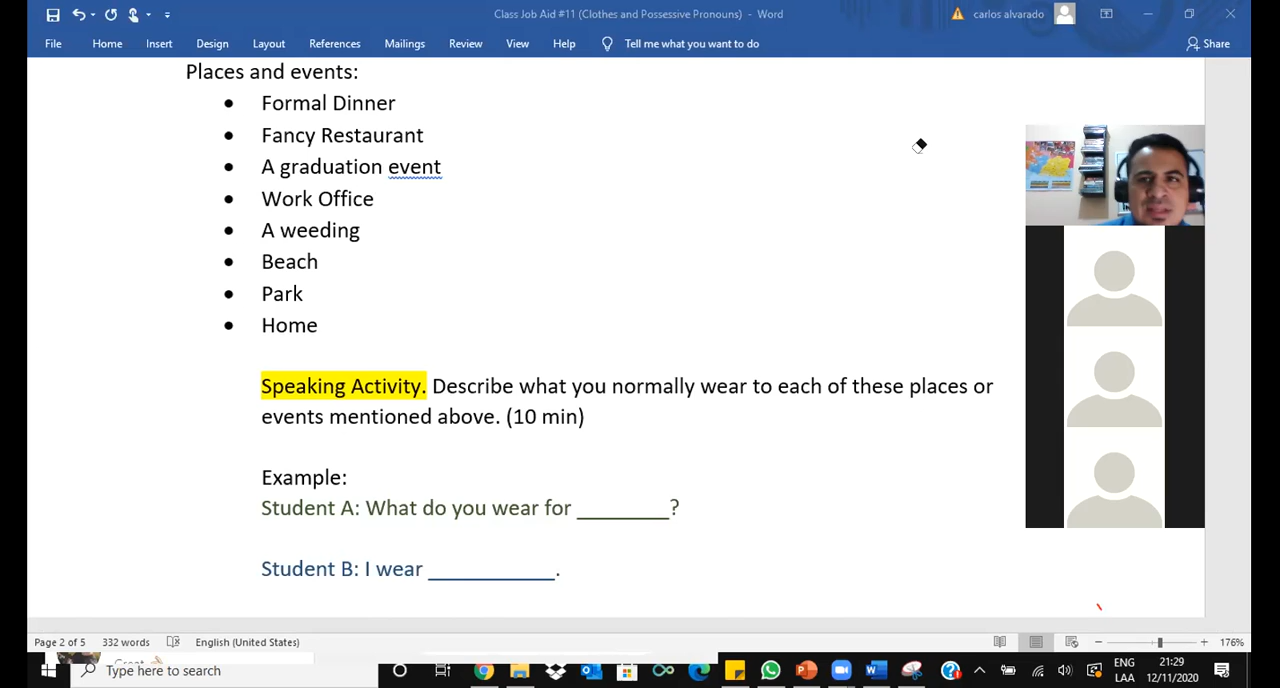 Class Job Aid #11 (Clothes and Possessive Pronouns) - Word
carlos alvarado
File Home Insert Design Layout References Mailings Review View Help Tell me what you want to do Share
Places and events:
• Formal Dinner
• Fancy Restaurant
• A graduation event
• Work Office
• A weeding
• Beach
• Park
• Home
Speaking Activity. Describe what you normally wear to each of these places or
events mentioned above. (10 min)
Example:
Student A: What do you wear for ________?
Student B: I wear ___________.
Page 2 of 5 332 words English (United States) 176%
Great
Type here to search
ENG
LAA
21:29
12/11/2020